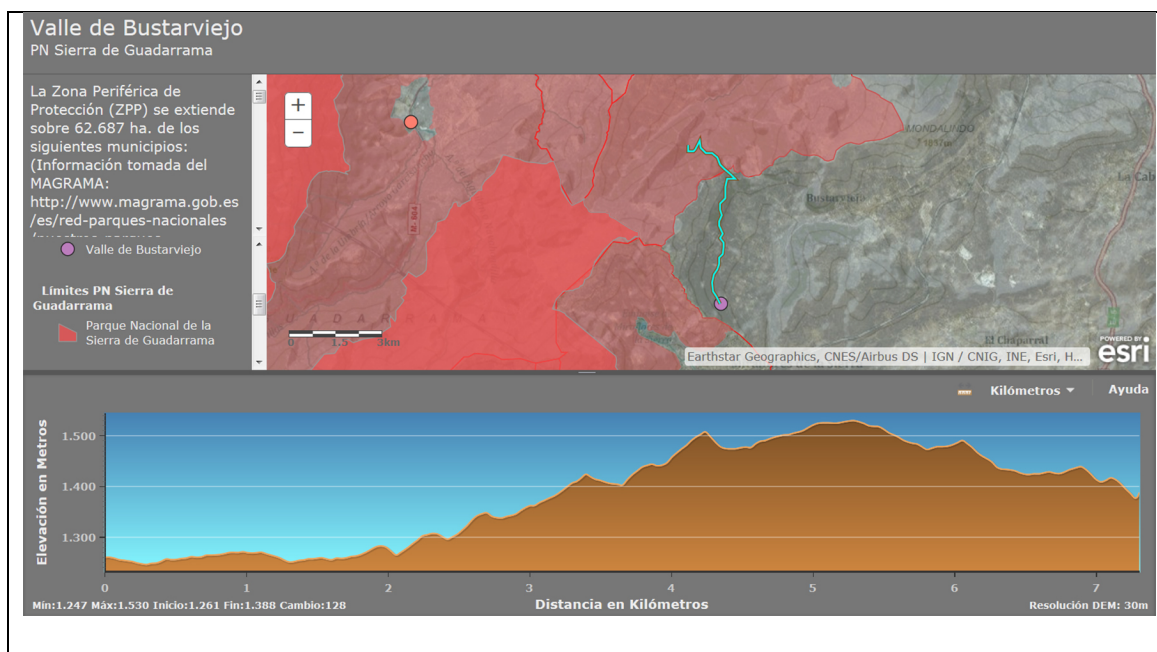 Valle de Bustarviejo
PN Sierra de Guadarrama
La Zona Periférica de
Protección (ZPP) se extiende
sobre 62.687 ha. de los
siguientes municipios:
(Información tomada del
MAGRAMA:
http://www.magrama.gob.es
/es/red-parques-nacionales
Valle de Bustarviejo
Límites PN Sierra de
Guadarrama
Parque Nacional de la
Sierra de Guadarrama
+
−
M-604
MONDALINDO
Bustarviejo
La Cab
El Chaparral
U A D A R R
0 1.5 3km
Earthstar Geographics, CNES/Airbus DS | IGN / CNIG, INE, Esri, H...
POWERED BY
esri
Kilómetros
Ayuda
Elevación en Metros
1.500
1.400
1.300
0 1 2 3 4 5 6 7
Mín:1.247 Máx:1.530 Inicio:1.261 Fin:1.388 Cambio:128
Distancia en Kilómetros
Resolución DEM: 30m